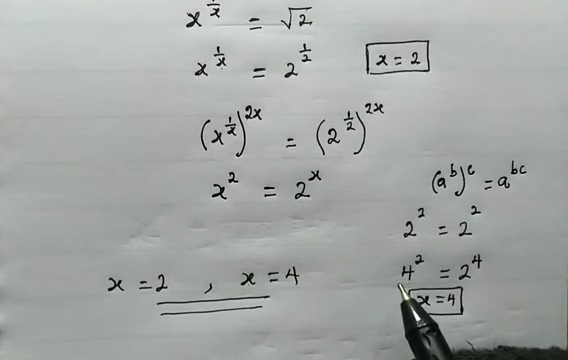 x^{1/x} = √2
x^{1/x} = 2^{1/2}
x = 2
(x^{1/x})^{2x} = (2^{1/2})^{2x}
x^2 = 2^x
(a^b)^c = a^{bc}
2^2 = 2^2
4^2 = 2^4
x = 4
x = 2 , x = 4